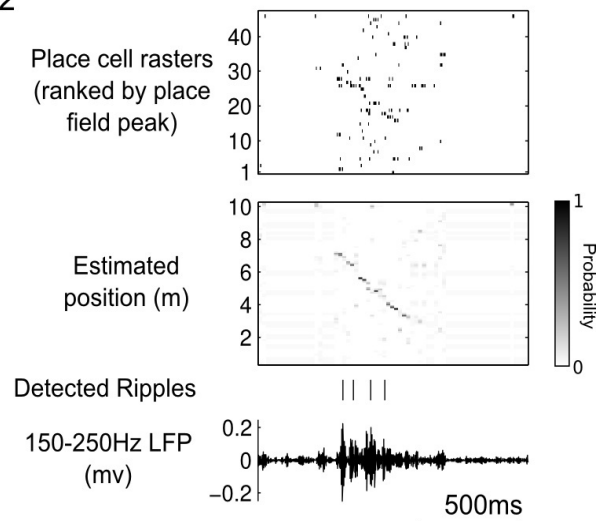 2
Place cell rasters
(ranked by place
field peak)
40
30
20
10
1
Estimated
position (m)
10
8
6
4
2
1
Probability
0
Detected Ripples
150-250Hz LFP
(mv)
0.2
0
−0.2
500ms